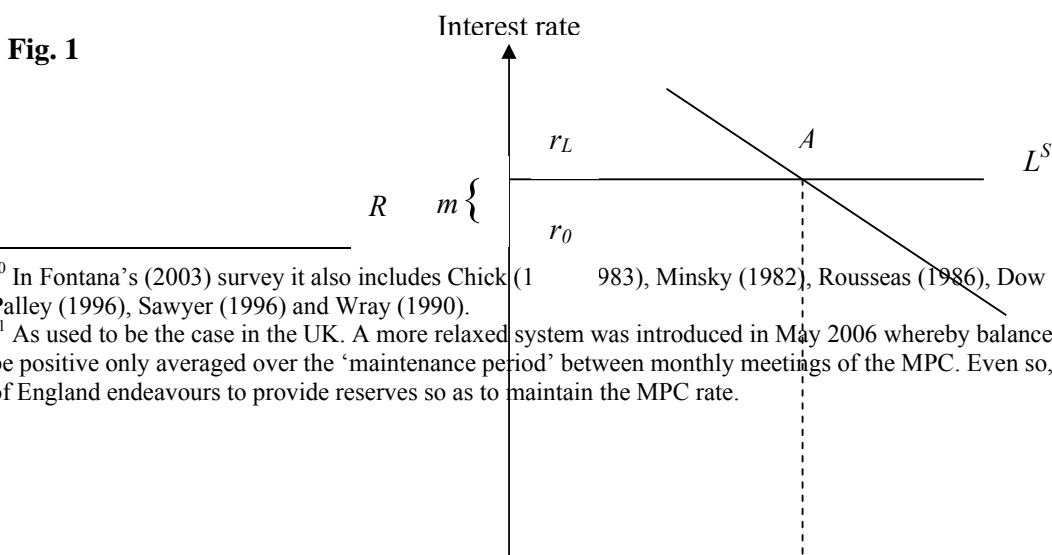 Interest rate
Fig. 1
r_L
A
L^S
R m {
r_0
0 In Fontana’s (2003) survey it also includes Chick (1 983), Minsky (1982), Rousseas (1986), Dow
Palley (1996), Sawyer (1996) and Wray (1990).
1 As used to be the case in the UK. A more relaxed system was introduced in May 2006 whereby balance
be positive only averaged over the ‘maintenance period’ between monthly meetings of the MPC. Even so,
of England endeavours to provide reserves so as to maintain the MPC rate.